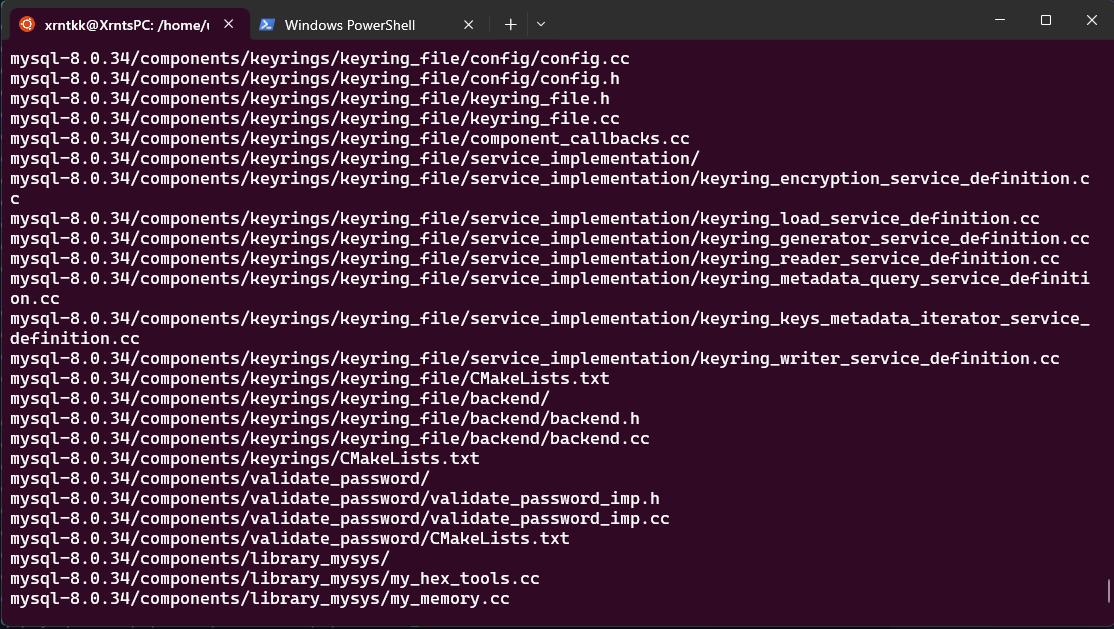 xrntkk@XrntsPC: /home/u
Windows PowerShell
mysql-8.0.34/components/keyrings/keyring_file/config/config.cc
mysql-8.0.34/components/keyrings/keyring_file/config/config.h
mysql-8.0.34/components/keyrings/keyring_file/keyring_file.h
mysql-8.0.34/components/keyrings/keyring_file/keyring_file.cc
mysql-8.0.34/components/keyrings/keyring_file/component_callbacks.cc
mysql-8.0.34/components/keyrings/keyring_file/service_implementation/
mysql-8.0.34/components/keyrings/keyring_file/service_implementation/keyring_encryption_service_definition.c
c
mysql-8.0.34/components/keyrings/keyring_file/service_implementation/keyring_load_service_definition.cc
mysql-8.0.34/components/keyrings/keyring_file/service_implementation/keyring_generator_service_definition.cc
mysql-8.0.34/components/keyrings/keyring_file/service_implementation/keyring_reader_service_definition.cc
mysql-8.0.34/components/keyrings/keyring_file/service_implementation/keyring_metadata_query_service_definiti
on.cc
mysql-8.0.34/components/keyrings/keyring_file/service_implementation/keyring_keys_metadata_iterator_service_
definition.cc
mysql-8.0.34/components/keyrings/keyring_file/service_implementation/keyring_writer_service_definition.cc
mysql-8.0.34/components/keyrings/keyring_file/CMakeLists.txt
mysql-8.0.34/components/keyrings/keyring_file/backend/
mysql-8.0.34/components/keyrings/keyring_file/backend/backend.h
mysql-8.0.34/components/keyrings/keyring_file/backend/backend.cc
mysql-8.0.34/components/keyrings/CMakeLists.txt
mysql-8.0.34/components/validate_password/
mysql-8.0.34/components/validate_password/validate_password_imp.h
mysql-8.0.34/components/validate_password/validate_password_imp.cc
mysql-8.0.34/components/validate_password/CMakeLists.txt
mysql-8.0.34/components/library_mysys/
mysql-8.0.34/components/library_mysys/my_hex_tools.cc
mysql-8.0.34/components/library_mysys/my_memory.cc